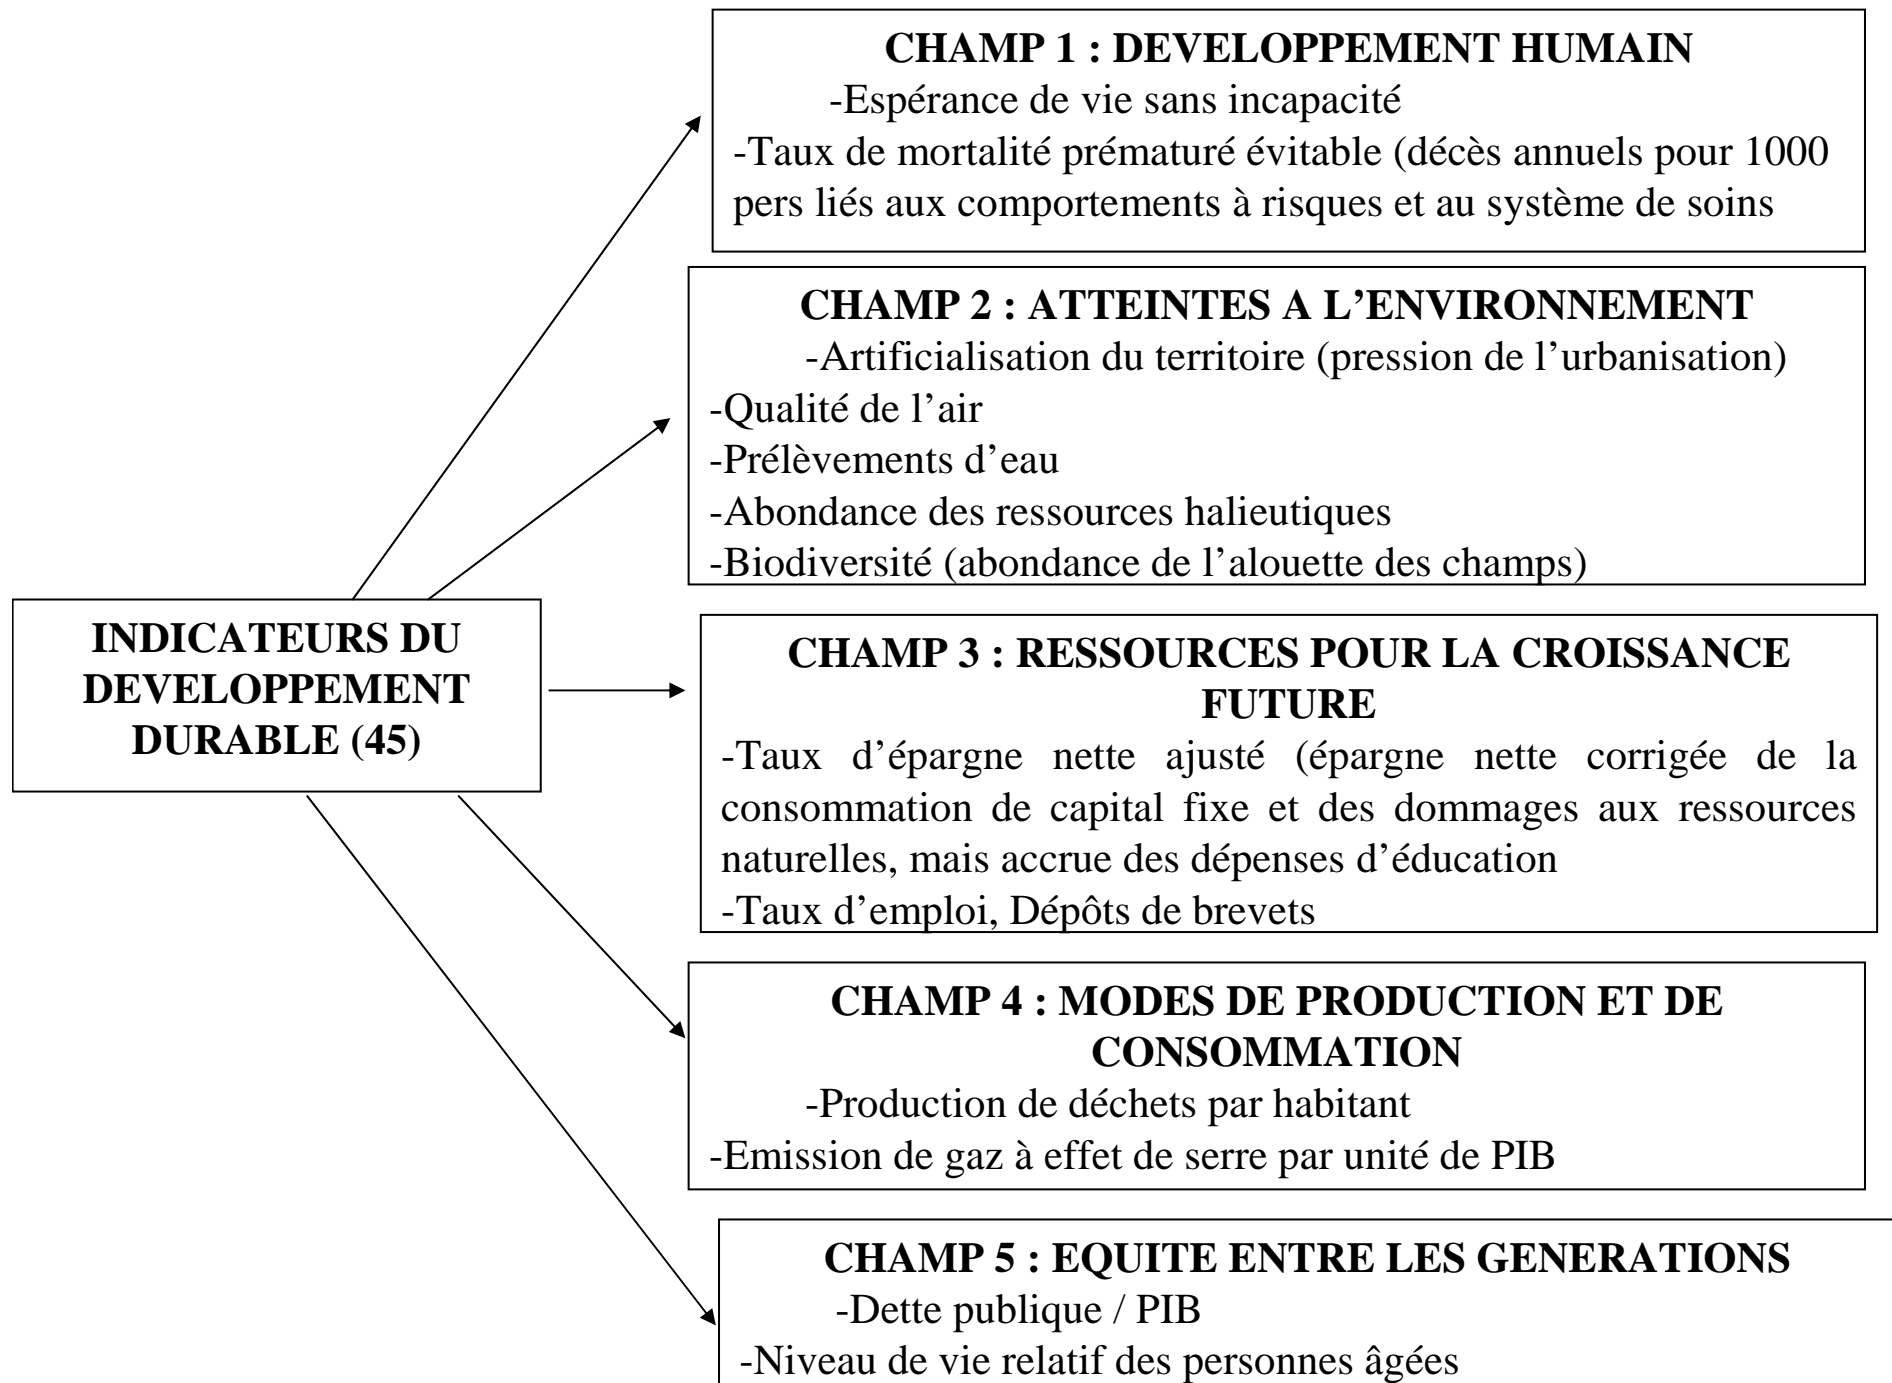 CHAMP 1 : DEVELOPPEMENT HUMAIN
-Espérance de vie sans incapacité
-Taux de mortalité prématuré évitable (décès annuels pour 1000
pers liés aux comportements à risques et au système de soins
CHAMP 2 : ATTEINTES A L’ENVIRONNEMENT
-Artificialisation du territoire (pression de l’urbanisation)
-Qualité de l’air
-Prélèvements d’eau
-Abondance des ressources halieutiques
-Biodiversité (abondance de l’alouette des champs)
INDICATEURS DU
DEVELOPPEMENT
DURABLE (45)
CHAMP 3 : RESSOURCES POUR LA CROISSANCE
FUTURE
-Taux d’épargne nette ajusté (épargne nette corrigée de la
consommation de capital fixe et des dommages aux ressources
naturelles, mais accrue des dépenses d’éducation
-Taux d’emploi, Dépôts de brevets
CHAMP 4 : MODES DE PRODUCTION ET DE
CONSOMMATION
-Production de déchets par habitant
-Emission de gaz à effet de serre par unité de PIB
CHAMP 5 : EQUITE ENTRE LES GENERATIONS
-Dette publique / PIB
-Niveau de vie relatif des personnes âgées